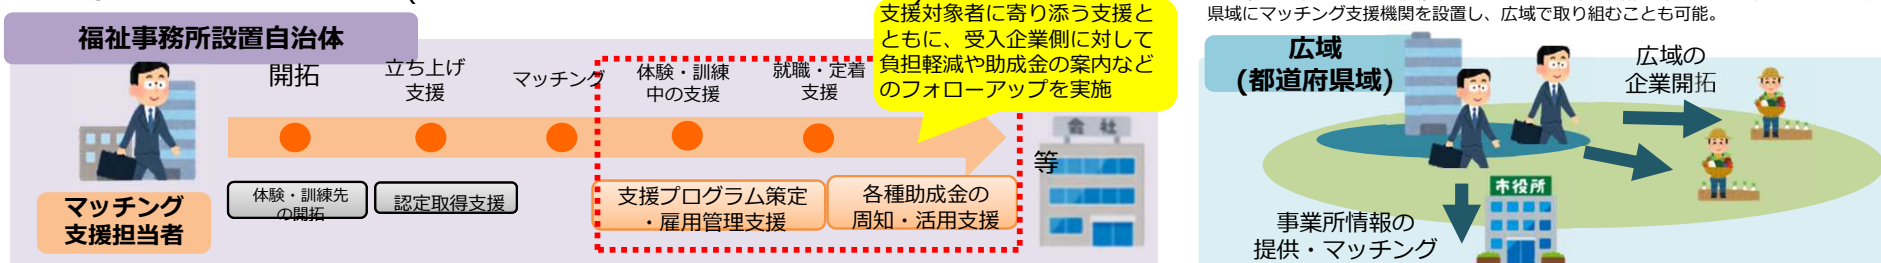 福祉事務所設置自治体
開拓
立ち上げ
支援
マッチング
体験・訓練
中の支援
就職・定着
支援
支援対象者に寄り添う支援と
ともに、受入企業側に対して
負担軽減や助成金の案内など
のフォローアップを実施
会 社
等
体験・訓練先
の開拓
認定取得支援
支援プログラム策定
・雇用管理支援
各種助成金の
周知・活用支援
マッチング
支援担当者
県域にマッチング支援機関を設置し、広域で取り組むことも可能。
広域
(都道府県域)
広域の
企業開拓
市役所
事業所情報の
提供・マッチング